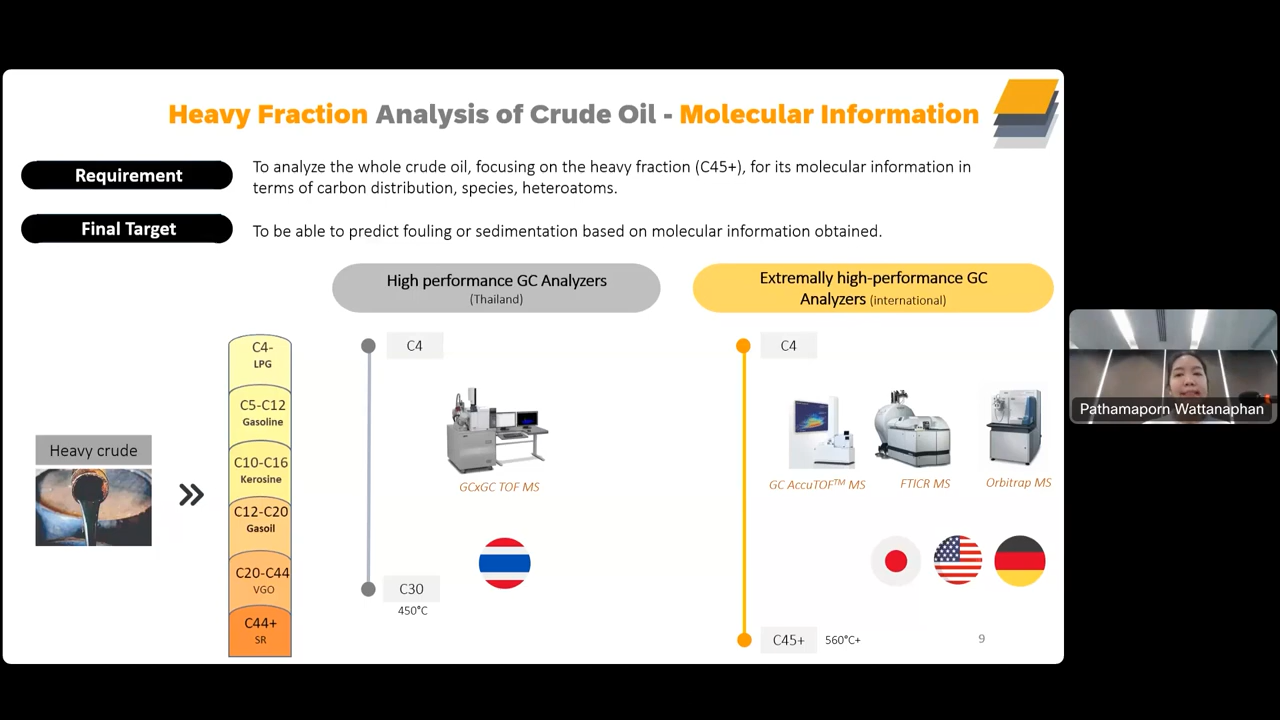 Heavy Fraction Analysis of Crude Oil - Molecular Information
Requirement
To analyze the whole crude oil, focusing on the heavy fraction (C45+), for its molecular information in
terms of carbon distribution, species, heteroatoms.
Final Target
To be able to predict fouling or sedimentation based on molecular information obtained.
High performance GC Analyzers
(Thailand)
Extremally high-performance GC
Analyzers (international)
Heavy crude
C4-
LPG
C5-C12
Gasoline
C10-C16
Kerosine
C12-C20
Gasoil
C20-C44
VGO
C44+
SR
C4
GCxGC TOF MS
C30
450°C
C4
GC AccuTOF™ MS
FTICR MS
Orbitrap MS
C45+
560°C+
9
Pathamaporn Wattanaphan